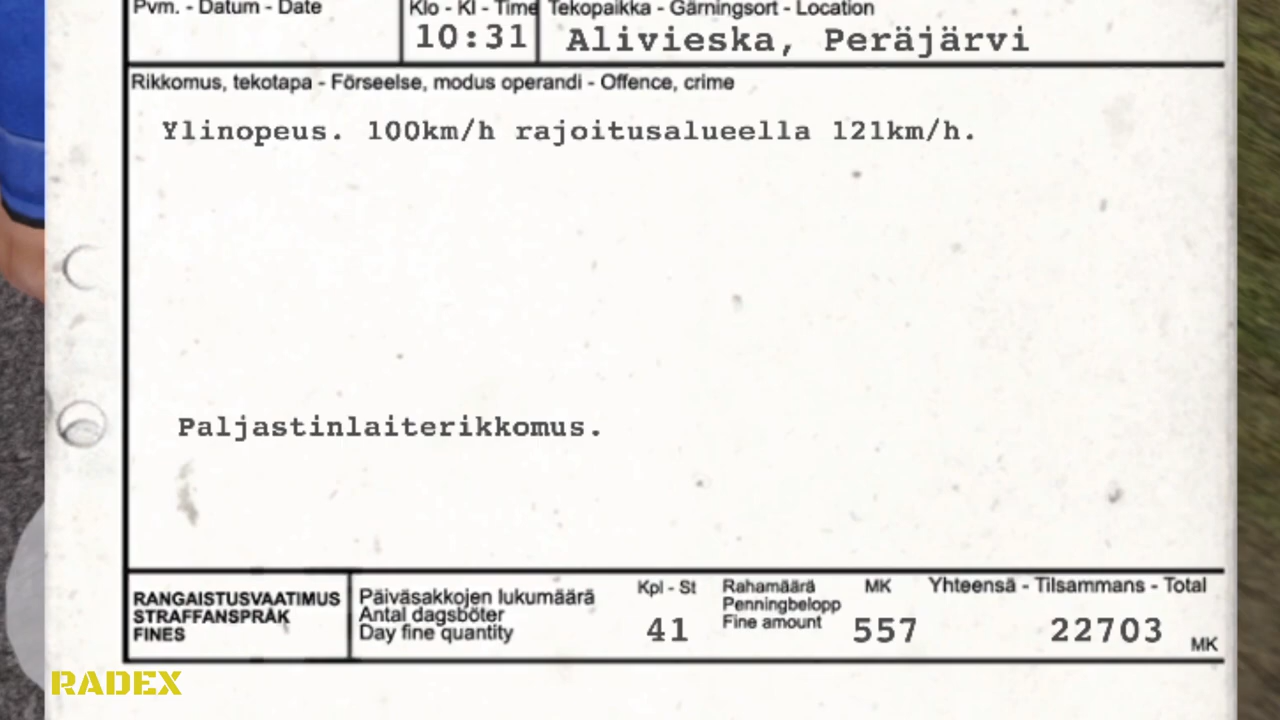 Pvm. - Datum - Date
Klo - Kl - Time
Tekopaikka - Gärningsort - Location
10:31
Alivieska, Peräjärvi
Rikkomus, tekotapa - Förseelse, modus operandi - Offence, crime
Ylinopeus. 100km/h rajoitusalueella 121km/h.
Paljastinlaiterikkomus.
RANGAISTUSVAATIMUS
STRAFFANSPRÅK
FINES
Päiväsakkojen lukumäärä
Antal dagsböter
Day fine quantity
Kpl - St
41
Rahamäärä
Penningbelopp
Fine amount
MK
557
Yhteensä - Tilsammans - Total
22703
MK
RADEX